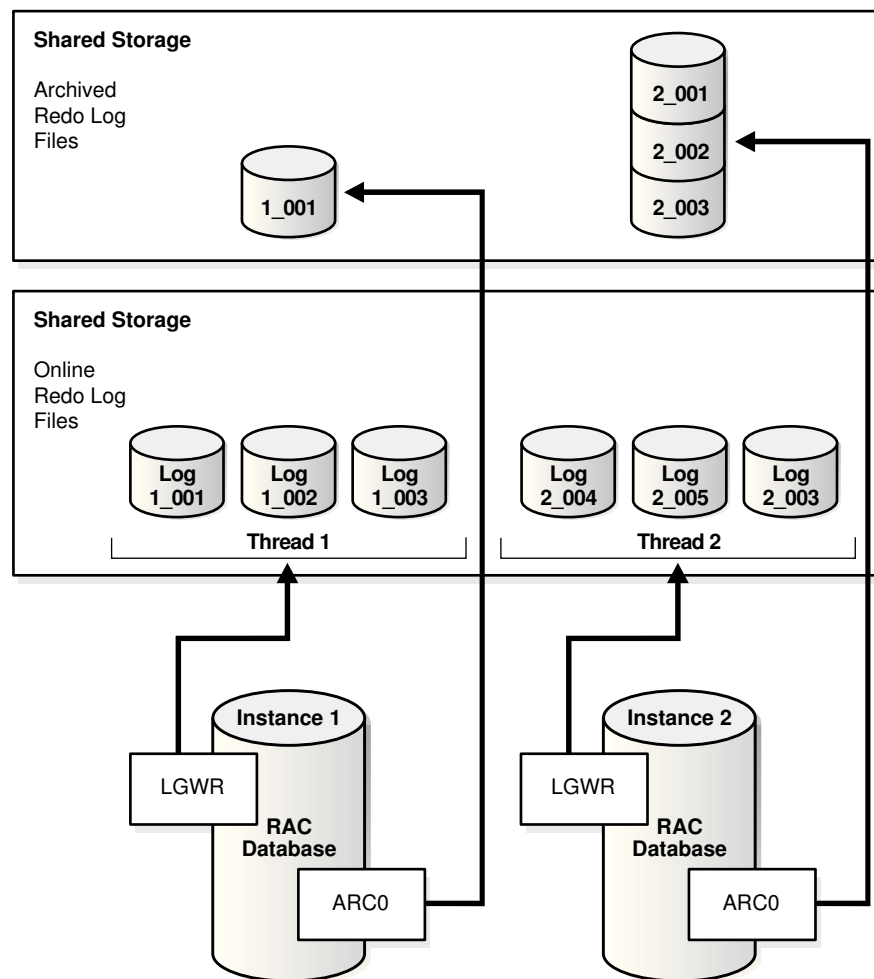 Shared Storage
Archived
Redo Log
Files
2_001
2_002
2_003
1_001
Shared Storage
Online
Redo Log
Files
Log
1_001
Log
1_002
Log
1_003
Log
2_004
Log
2_005
Log
2_003
Thread 1
Thread 2
Instance 1
LGWR
RAC
Database
ARC0
Instance 2
LGWR
RAC
Database
ARC0